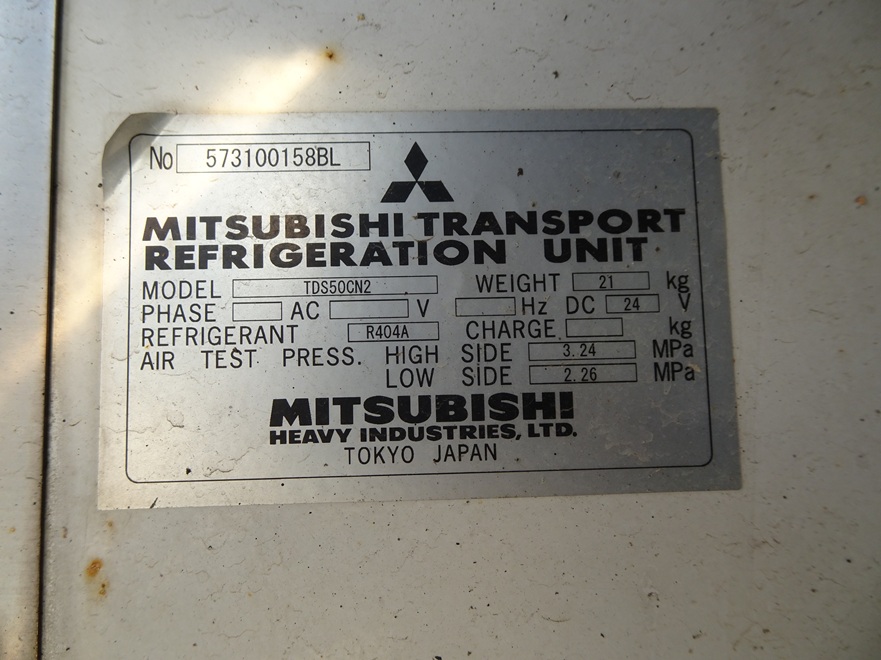 No 573100158BL
MITSUBISHI TRANSPORT
REFRIGERATION UNIT
MODEL TDS50CN2 WEIGHT 21 kg
PHASE AC V Hz DC 24 V
REFRIGERANT R404A CHARGE kg
AIR TEST PRESS. HIGH SIDE 3.24 MPa
LOW SIDE 2.26 MPa
MITSUBISHI
HEAVY INDUSTRIES, LTD.
TOKYO JAPAN